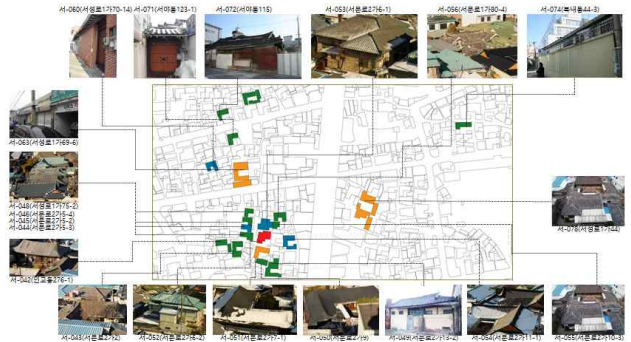 서-060(서성로1가70-14)
서-071(서야동123-1)
서-072(서야동115)
서-053(서문로2가6-1)
서-056(서문로1가80-4)
서-074(북내동44-3)
서-063(서성로1가69-6)
서-048(서성로1가75-2)
서-046(서문로2가5-4)
서-045(서문로2가5-2)
서-044(서문로2가5-3)
서-042(인교동276-1)
서-078(서성로1가44)
서-043(서문로2가2)
서-052(서문로2가8-2)
서-051(서문로2가7-1)
서-050(서문로2가9)
서-049(서문로2가13-2)
서-054(서문로2가11-1)
서-055(서문로2가10-3)